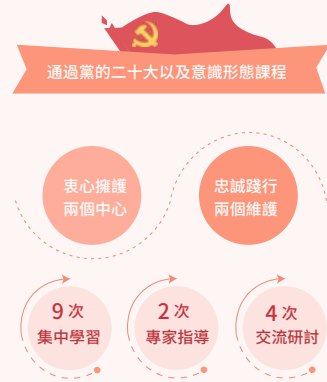 通過黨的二十大以及意識形態課程
衷心擁護
兩個中心
忠誠踐行
兩個維護
9 次
集中學習
2 次
專家指導
4 次
交流研討